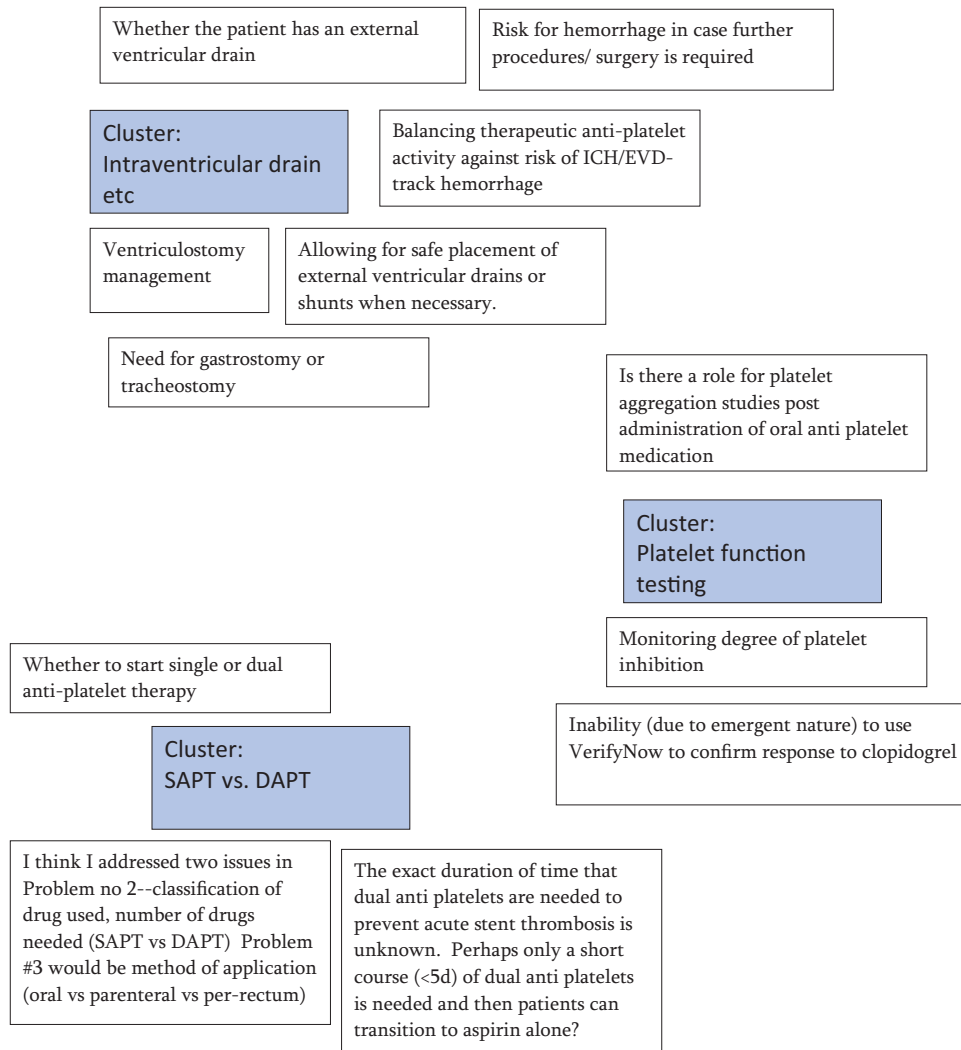 Whether the patient has an external
ventricular drain
Risk for hemorrhage in case further
procedures/ surgery is required
Cluster:
Intraventricular drain
etc
Balancing therapeutic anti-platelet
activity against risk of ICH/EVD-
track hemorrhage
Ventriculostomy
management
Allowing for safe placement of
external ventricular drains or
shunts when necessary.
Need for gastrostomy or
tracheostomy
Is there a role for platelet
aggregation studies post
administration of oral anti platelet
medication
Cluster:
Platelet function
testing
Monitoring degree of platelet
inhibition
Inability (due to emergent nature) to use
VerifyNow to confirm response to clopidogrel
Whether to start single or dual
anti-platelet therapy
Cluster:
SAPT vs. DAPT
I think I addressed two issues in
Problem no 2--classification of
drug used, number of drugs
needed (SAPT vs DAPT)  Problem
#3 would be method of application
(oral vs parenteral vs per-rectum)
The exact duration of time that
dual anti platelets are needed to
prevent acute stent thrombosis is
unknown.  Perhaps only a short
course (<5d) of dual anti platelets
is needed and then patients can
transition to aspirin alone?